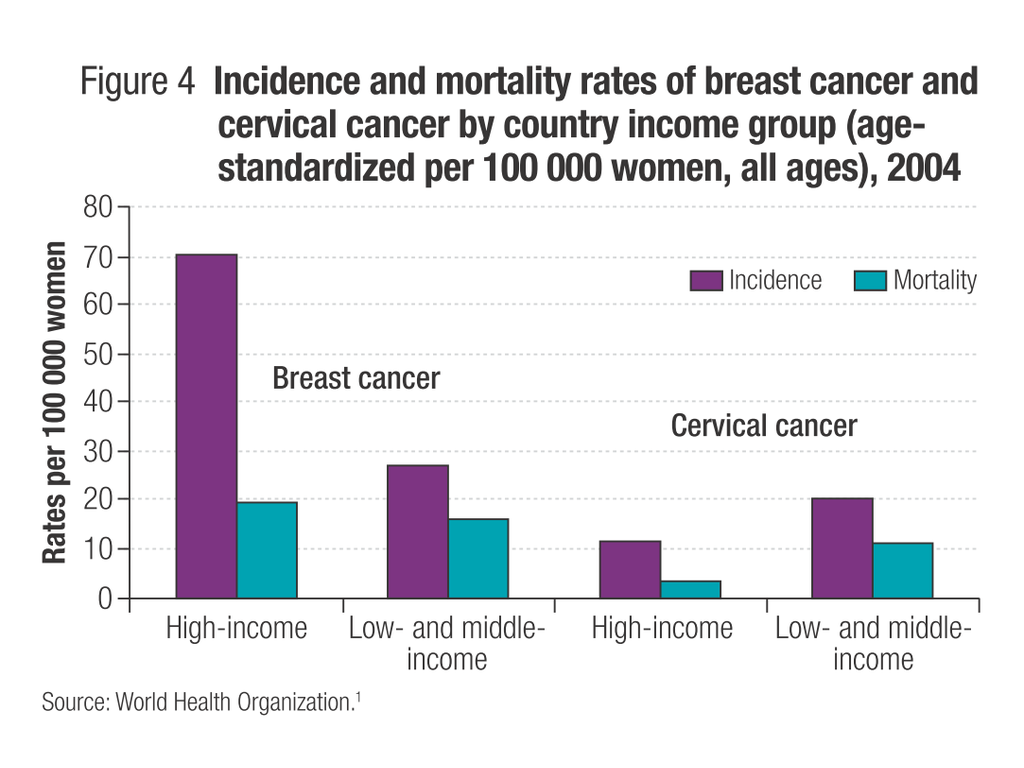 Figure 4 Incidence and mortality rates of breast cancer and
cervical cancer by country income group (age-
standardized per 100 000 women, all ages), 2004
Rates per 100 000 women
80
70
60
50
40
30
20
10
0
Incidence Mortality
Breast cancer
Cervical cancer
High-income Low- and middle- High-income Low- and middle-
income income
Source: World Health Organization.¹